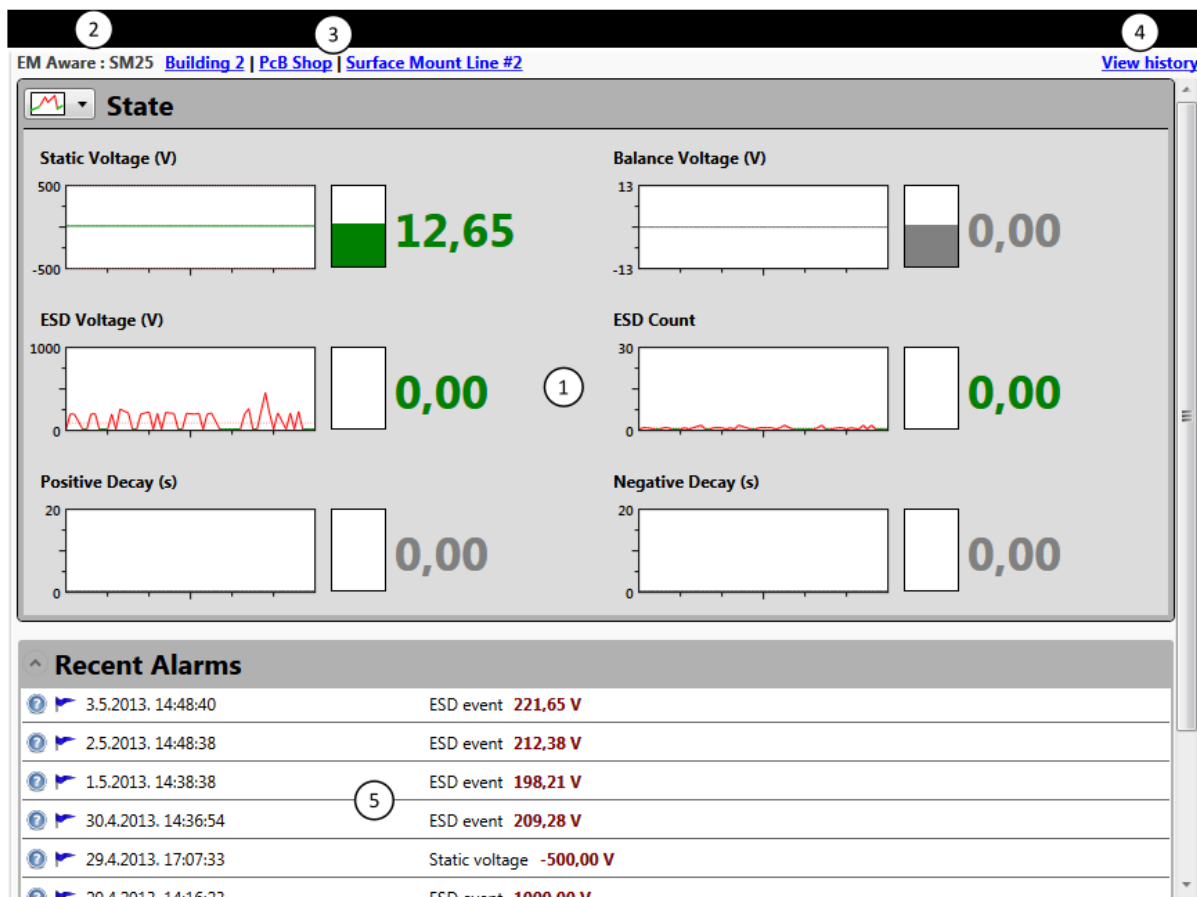 2 3 4
EM Aware : SM25 Building 2 | PcB Shop | Surface Mount Line #2 View history
State
Static Voltage (V) Balance Voltage (V)
500 13
12,65 0,00
-500 -13
ESD Voltage (V) ESD Count
1000 30
0,00 1 0,00
0 0
Positive Decay (s) Negative Decay (s)
20 20
0,00 0,00
0 0
Recent Alarms
3.5.2013. 14:48:40 ESD event 221,65 V
2.5.2013. 14:48:38 ESD event 212,38 V
1.5.2013. 14:38:38 ESD event 198,21 V
5
30.4.2013. 14:36:54 ESD event 209,28 V
29.4.2013. 17:07:33 Static voltage -500,00 V